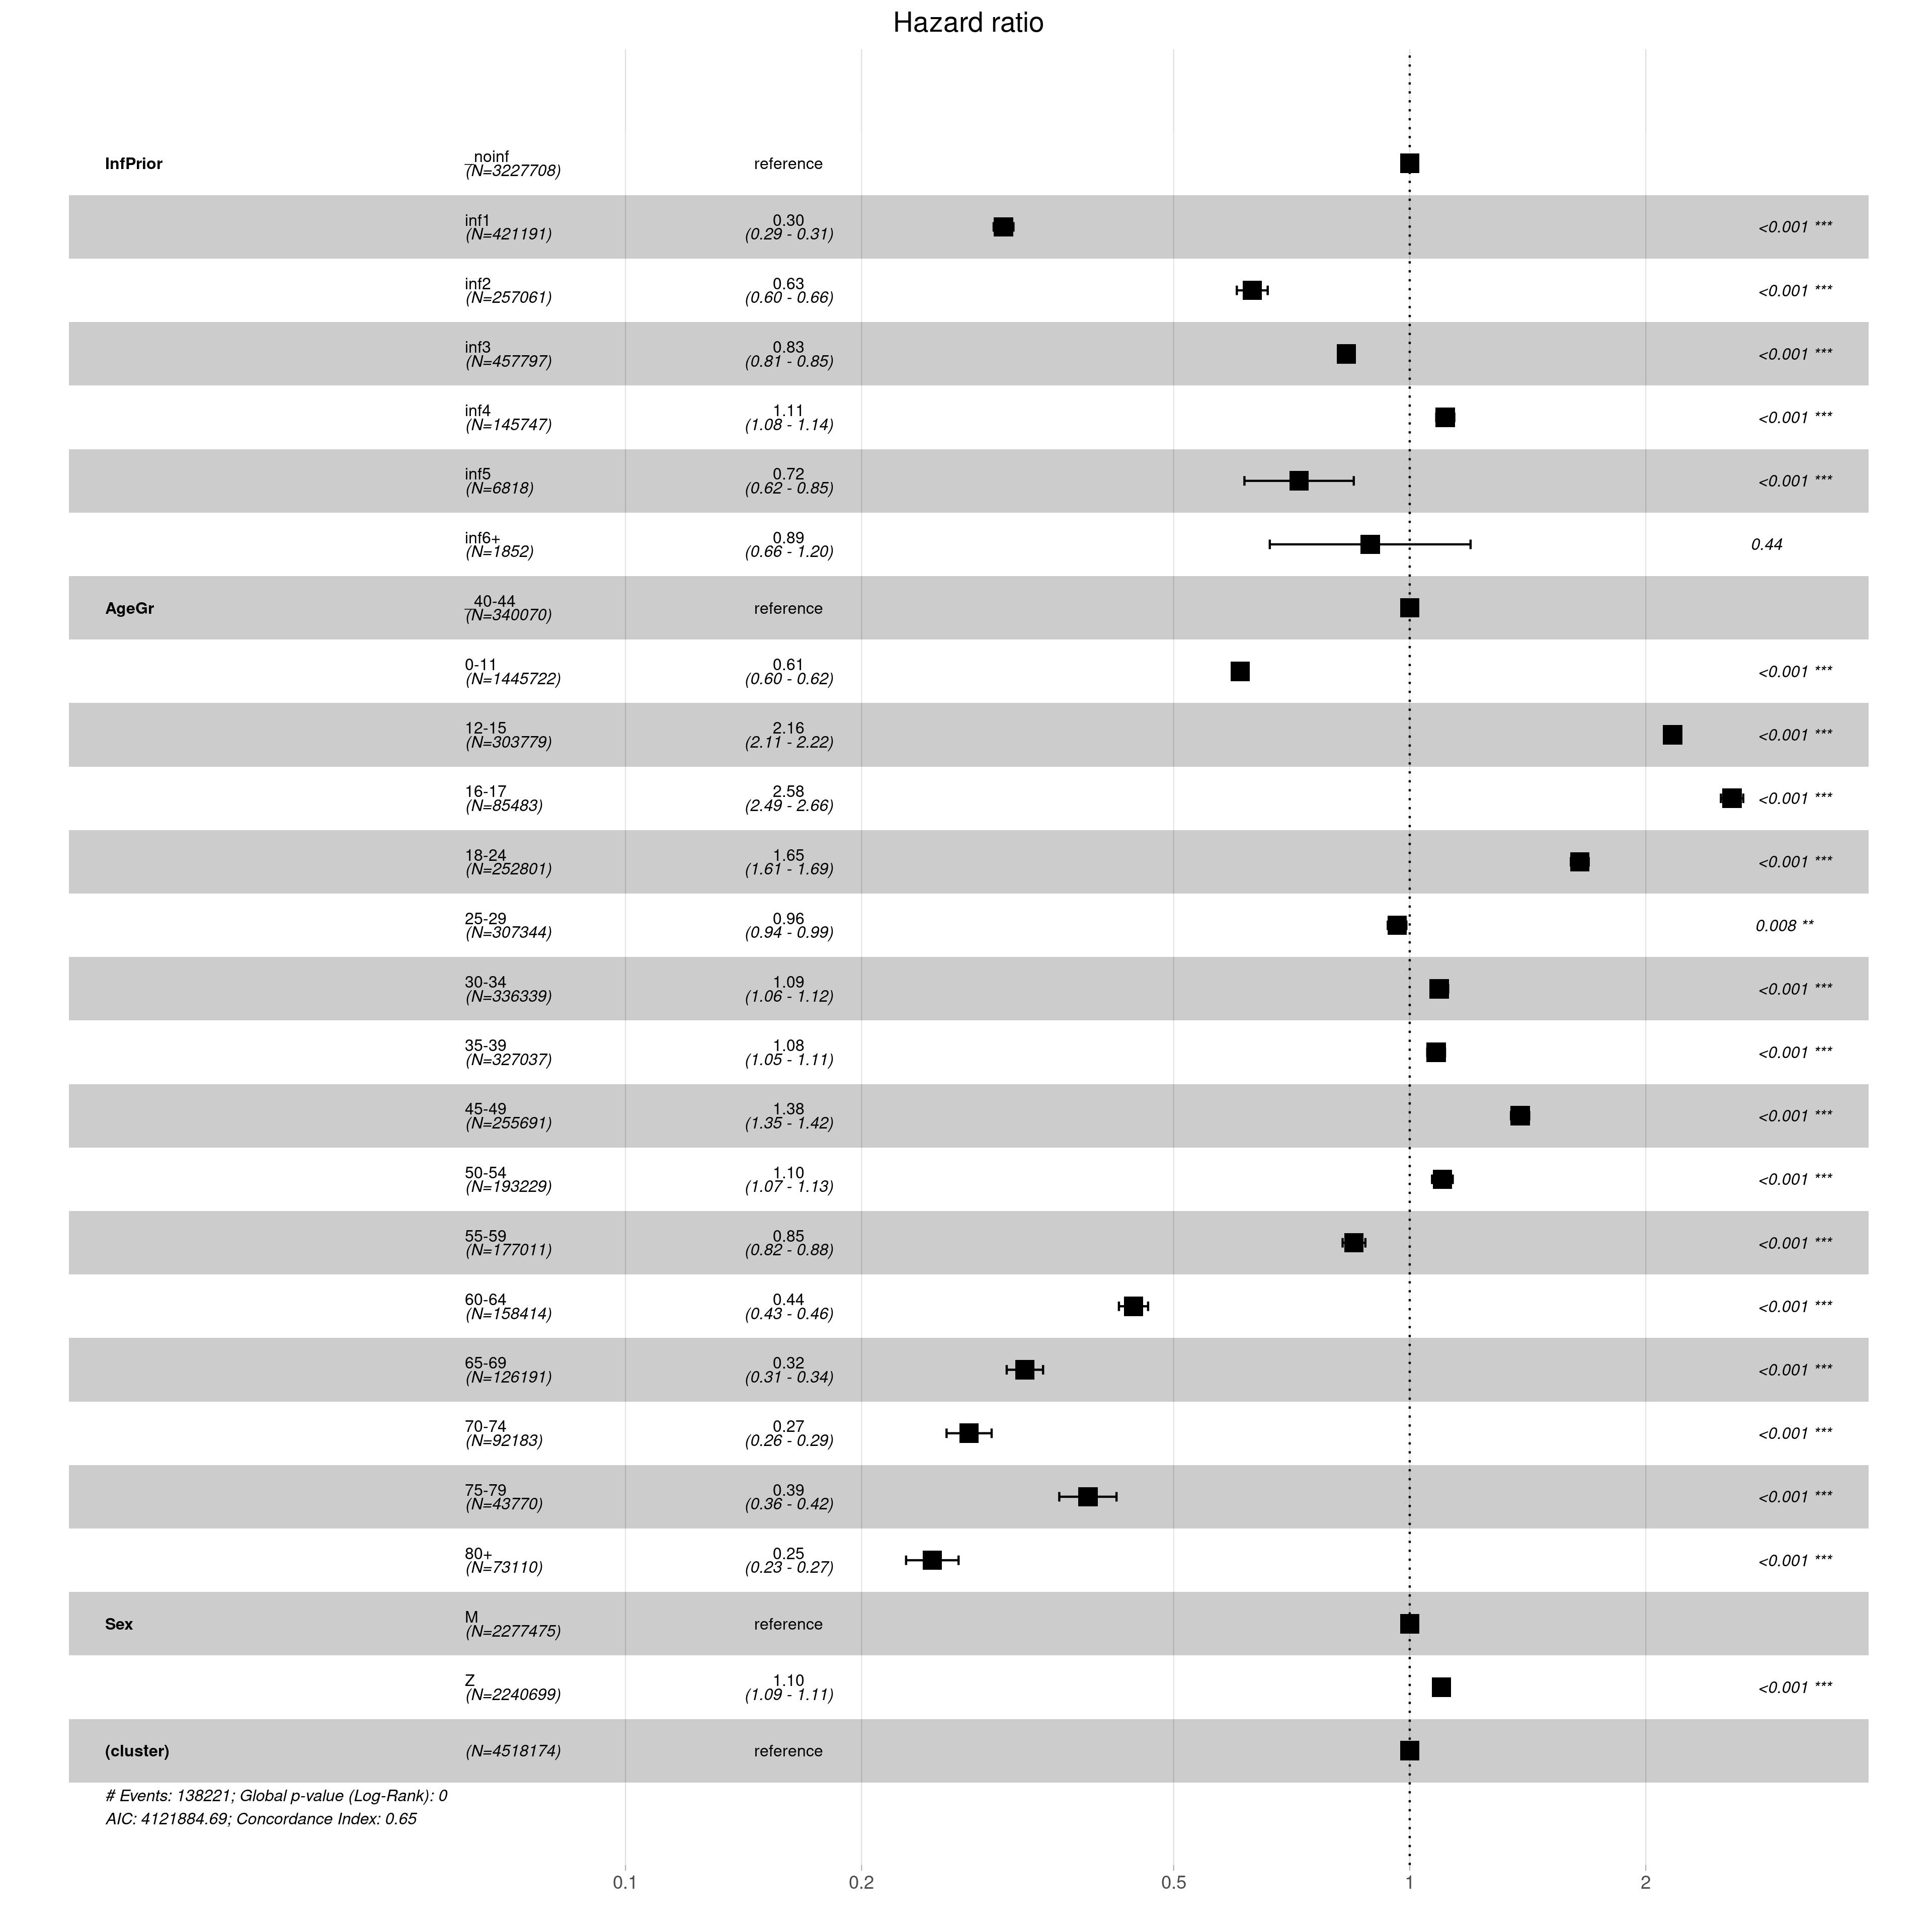 Hazard ratio
InfPrior _noinf reference
(N=3227708)
inf1 0.30 <0.001 ***
(N=421191) (0.29 - 0.31)
inf2 0.63 <0.001 ***
(N=257061) (0.60 - 0.66)
inf3 0.83 <0.001 ***
(N=457797) (0.81 - 0.85)
inf4 1.11 <0.001 ***
(N=145747) (1.08 - 1.14)
inf5 0.72 <0.001 ***
(N=6818) (0.62 - 0.85)
inf6+ 0.89 0.44
(N=1852) (0.66 - 1.20)
AgeGr _40-44 reference
(N=340070)
0-11 0.61 <0.001 ***
(N=1445722) (0.60 - 0.62)
12-15 2.16 <0.001 ***
(N=303779) (2.11 - 2.22)
16-17 2.58 <0.001 ***
(N=85483) (2.49 - 2.66)
18-24 1.65 <0.001 ***
(N=252801) (1.61 - 1.69)
25-29 0.96 0.008 **
(N=307344) (0.94 - 0.99)
30-34 1.09 <0.001 ***
(N=336339) (1.06 - 1.12)
35-39 1.08 <0.001 ***
(N=327037) (1.05 - 1.11)
45-49 1.38 <0.001 ***
(N=255691) (1.35 - 1.42)
50-54 1.10 <0.001 ***
(N=193229) (1.07 - 1.13)
55-59 0.85 <0.001 ***
(N=177011) (0.82 - 0.88)
60-64 0.44 <0.001 ***
(N=158414) (0.43 - 0.46)
65-69 0.32 <0.001 ***
(N=126191) (0.31 - 0.34)
70-74 0.27 <0.001 ***
(N=92183) (0.26 - 0.29)
75-79 0.39 <0.001 ***
(N=43770) (0.36 - 0.42)
80+ 0.25 <0.001 ***
(N=73110) (0.23 - 0.27)
Sex M reference
(N=2277475)
Z 1.10 <0.001 ***
(N=2240699) (1.09 - 1.11)
(cluster) (N=4518174) reference
# Events: 138221; Global p-value (Log-Rank): 0
AIC: 4121884.69; Concordance Index: 0.65
0.1 0.2 0.5 1 2